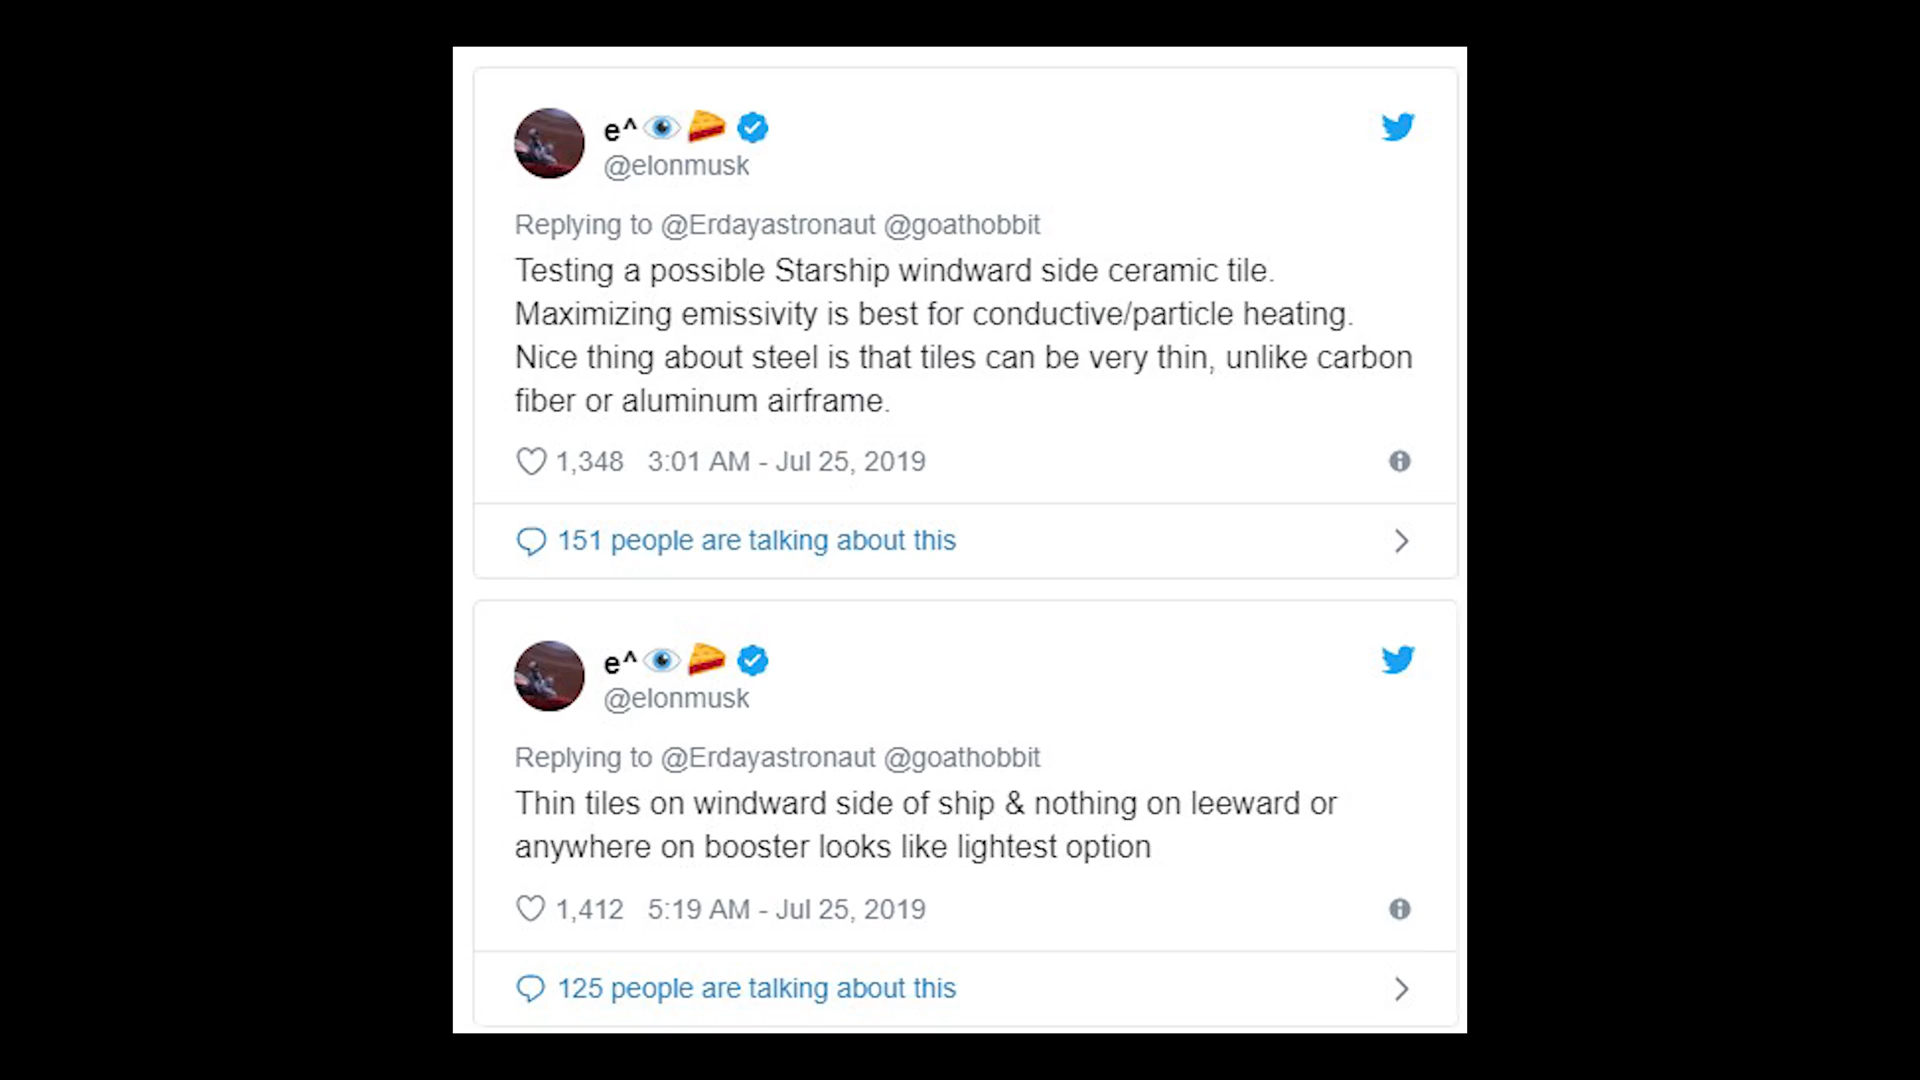 e^👁🍰
@elonmusk
Replying to @Erdayastronaut @goathobbit
Testing a possible Starship windward side ceramic tile.
Maximizing emissivity is best for conductive/particle heating.
Nice thing about steel is that tiles can be very thin, unlike carbon
fiber or aluminum airframe.
1,348 3:01 AM - Jul 25, 2019
151 people are talking about this
e^👁🍰
@elonmusk
Replying to @Erdayastronaut @goathobbit
Thin tiles on windward side of ship & nothing on leeward or
anywhere on booster looks like lightest option
1,412 5:19 AM - Jul 25, 2019
125 people are talking about this